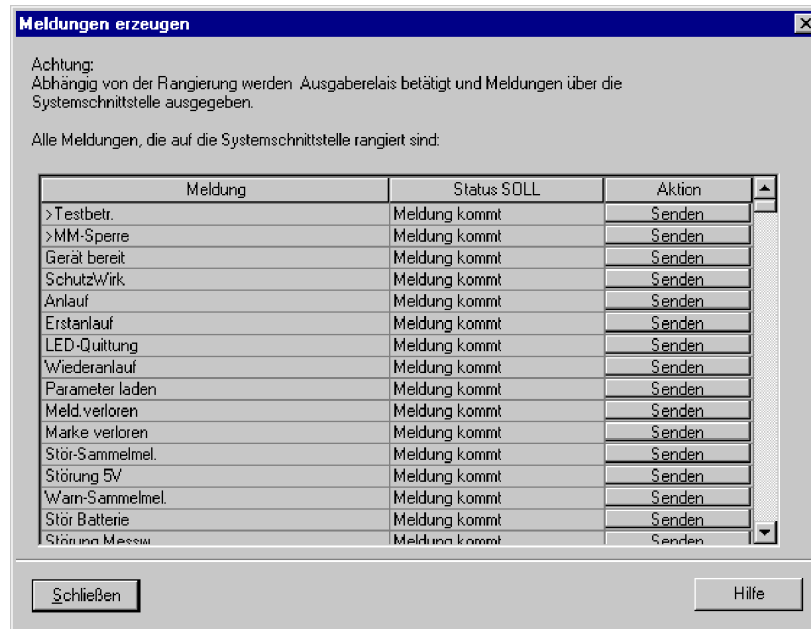 Meldungen erzeugen
Achtung:
Abhängig von der Rangierung werden Ausgaberelais betätigt und Meldungen über die
Systemschnittstelle ausgegeben.
Alle Meldungen, die auf die Systemschnittstelle rangiert sind:
Meldung Status SOLL Aktion
>Testbetr. Meldung kommt Senden
>MM-Sperre Meldung kommt Senden
Gerät bereit Meldung kommt Senden
SchutzWirk Meldung kommt Senden
Anlauf Meldung kommt Senden
Erstanlauf Meldung kommt Senden
LED-Quittung Meldung kommt Senden
Wiederanlauf Meldung kommt Senden
Parameter laden Meldung kommt Senden
Meld.verloren Meldung kommt Senden
Marke verloren Meldung kommt Senden
Stör-Sammelmel. Meldung kommt Senden
Störung 5V Meldung kommt Senden
Warn-Sammelmel. Meldung kommt Senden
Stör Batterie Meldung kommt Senden
Störung Messw. Meldung kommt Senden
Schließen Hilfe